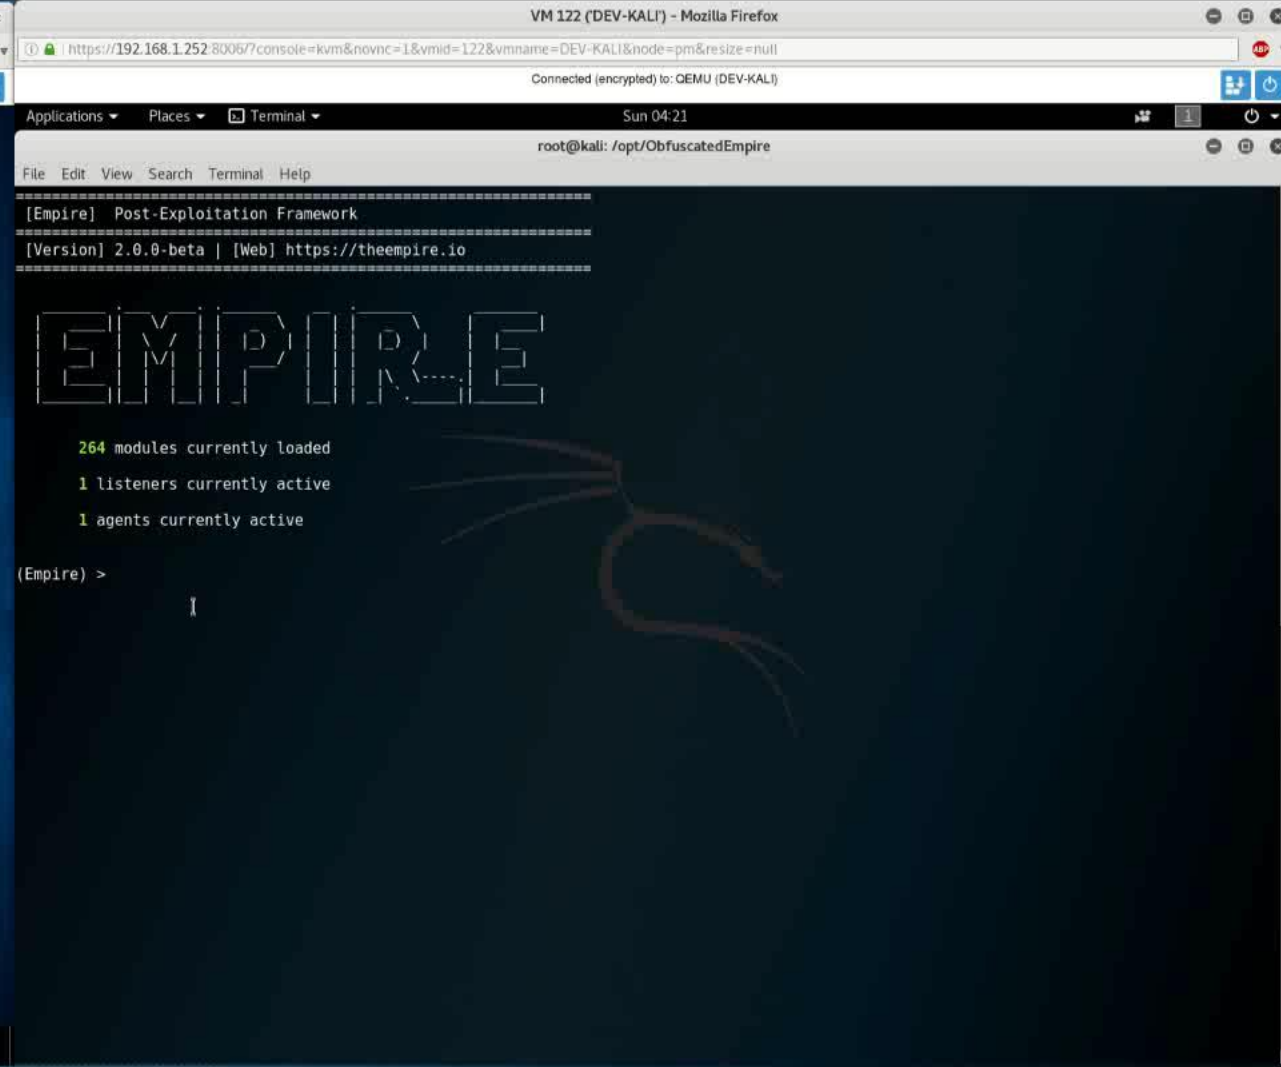 VM 122 ('DEV-KALI') - Mozilla Firefox
https://192.168.1.252:8006/?console=kvm&novnc=1&vmid=122&vmname=DEV-KALI&node=pm&resize=null
ABP
Connected (encrypted) to: QEMU (DEV-KALI)
Applications Places Terminal Sun 04:21 1
root@kali: /opt/ObfuscatedEmpire
File Edit View Search Terminal Help
[Empire] Post-Exploitation Framework
[Version] 2.0.0-beta | [Web] https://theempire.io
EMPIRE
264 modules currently loaded
1 listeners currently active
1 agents currently active
(Empire) >